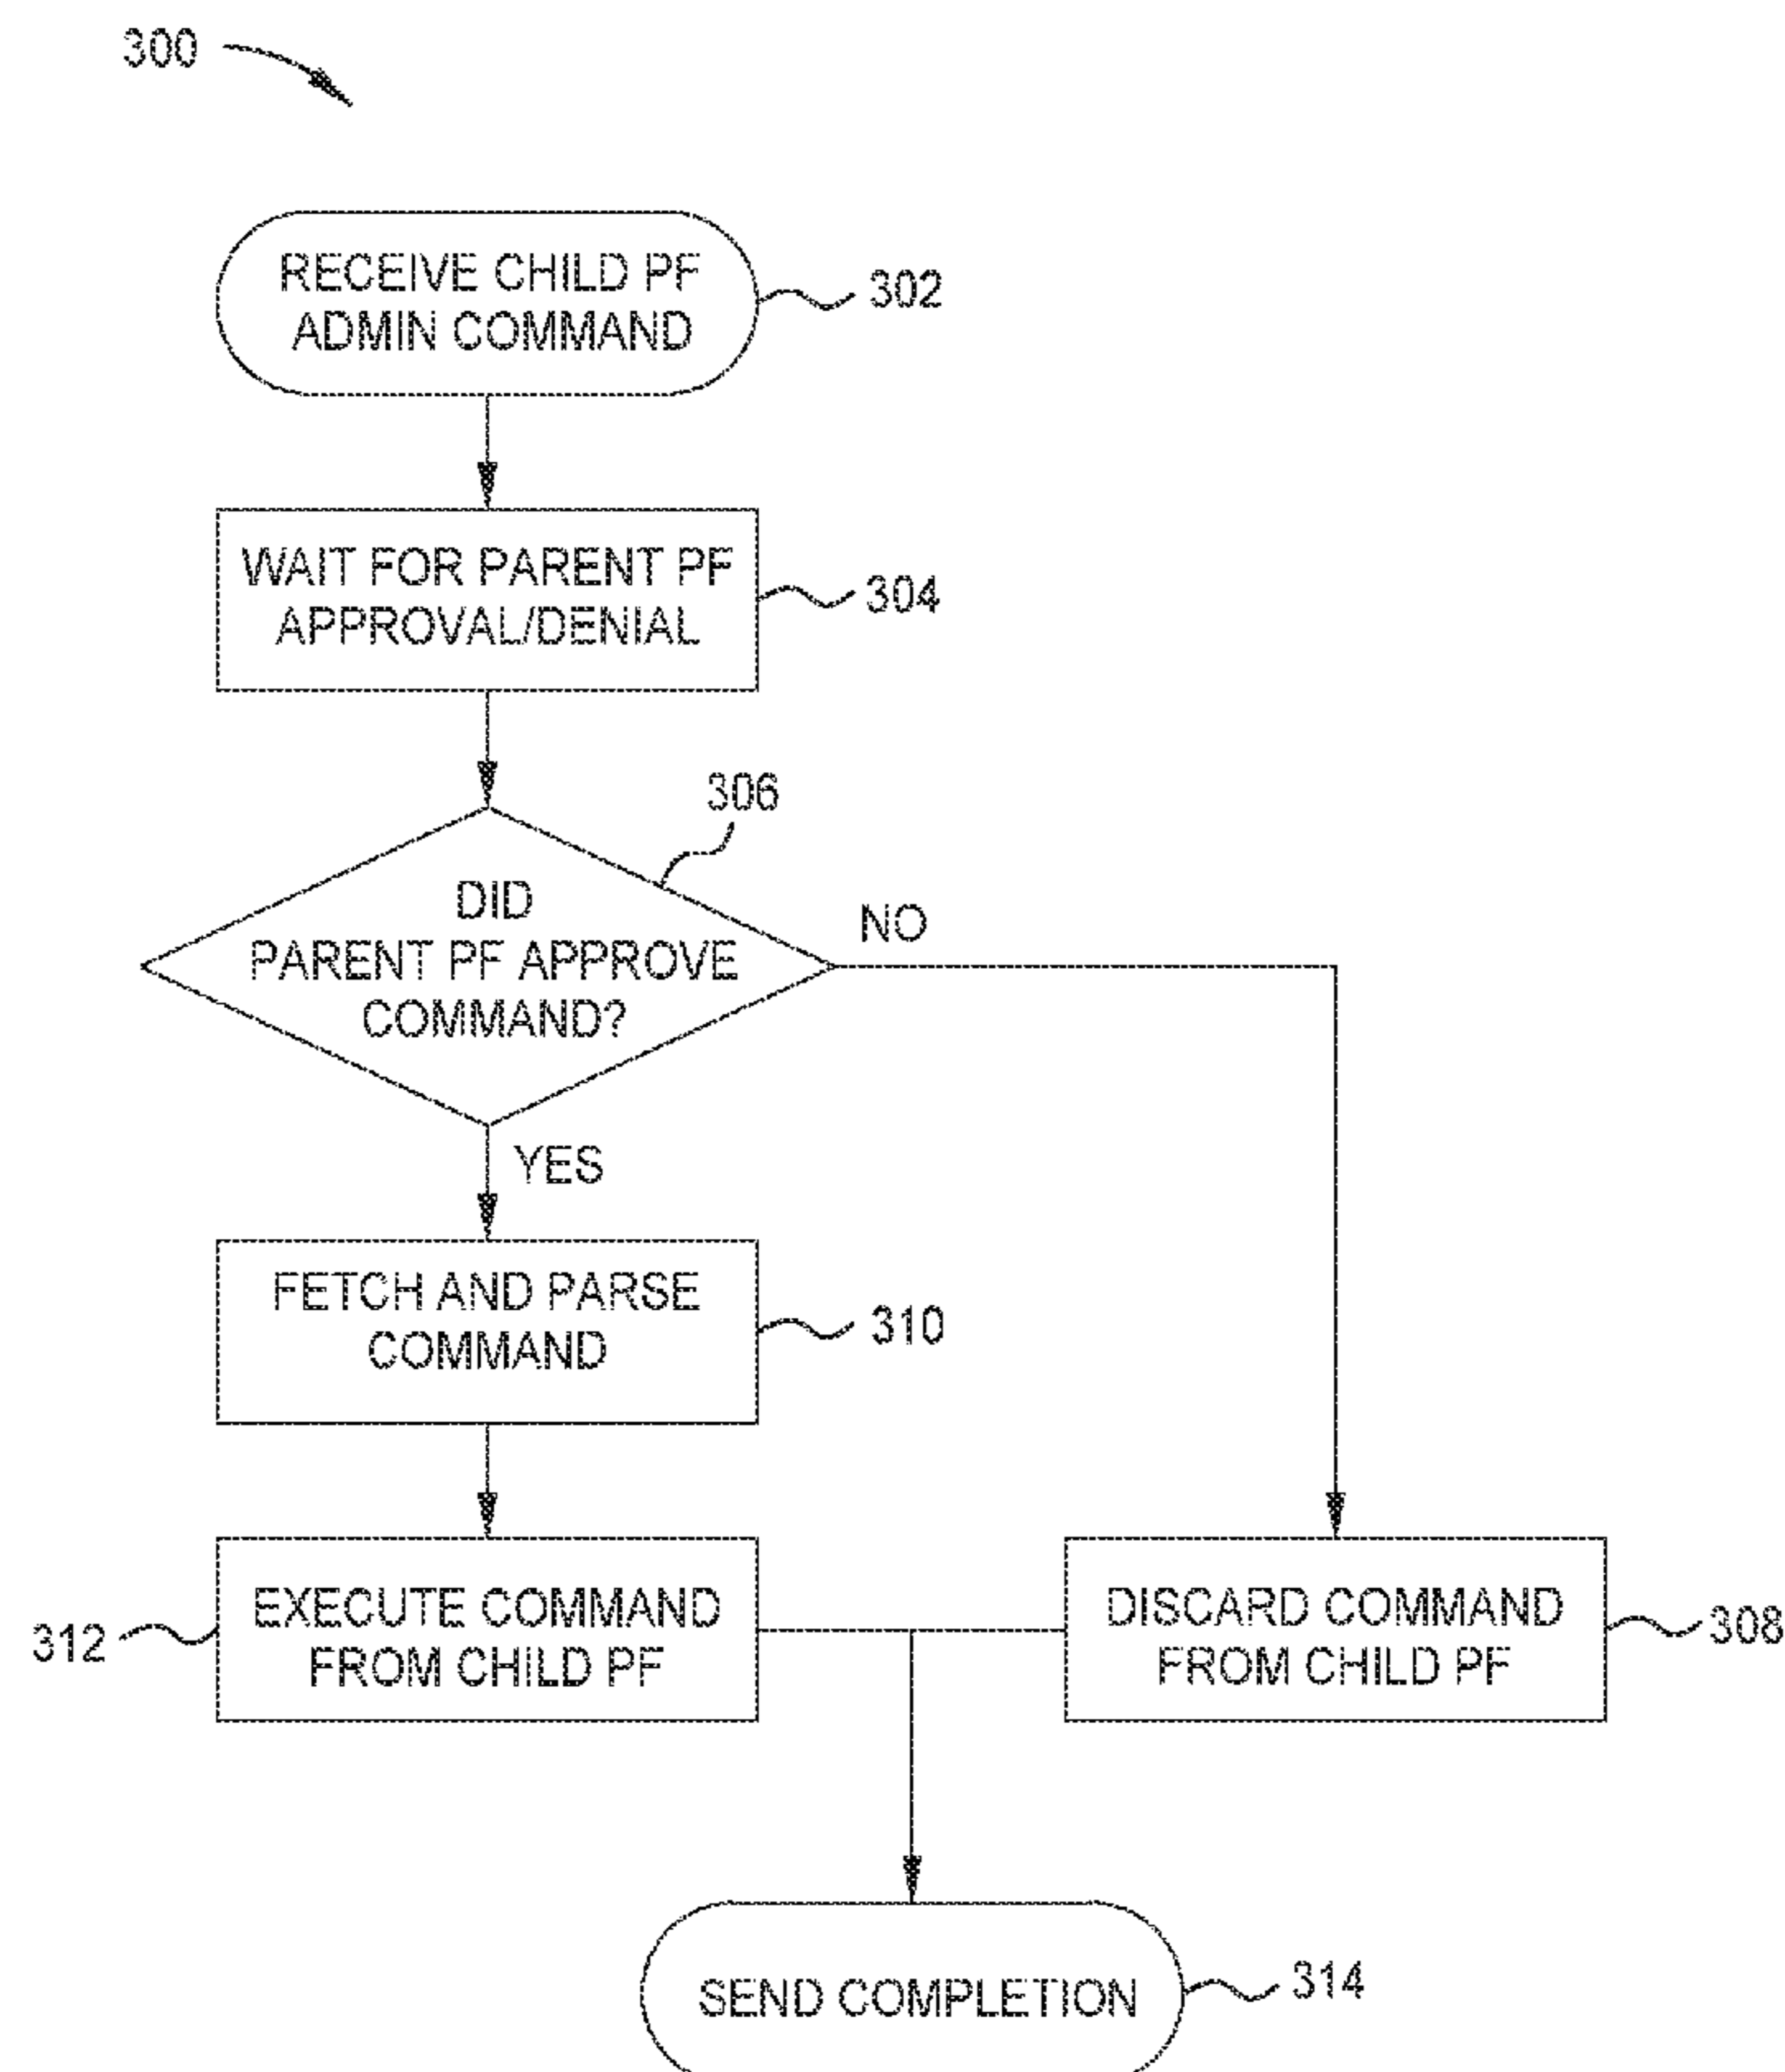 300
RECEIVE CHILD PF
ADMIN COMMAND
302
WAIT FOR PARENT PF
APPROVAL/DENIAL
304
306
DID
PARENT PF APPROVE
COMMAND?
NO
YES
FETCH AND PARSE
COMMAND
310
312
EXECUTE COMMAND
FROM CHILD PF
DISCARD COMMAND
FROM CHILD PF
308
SEND COMPLETION
314